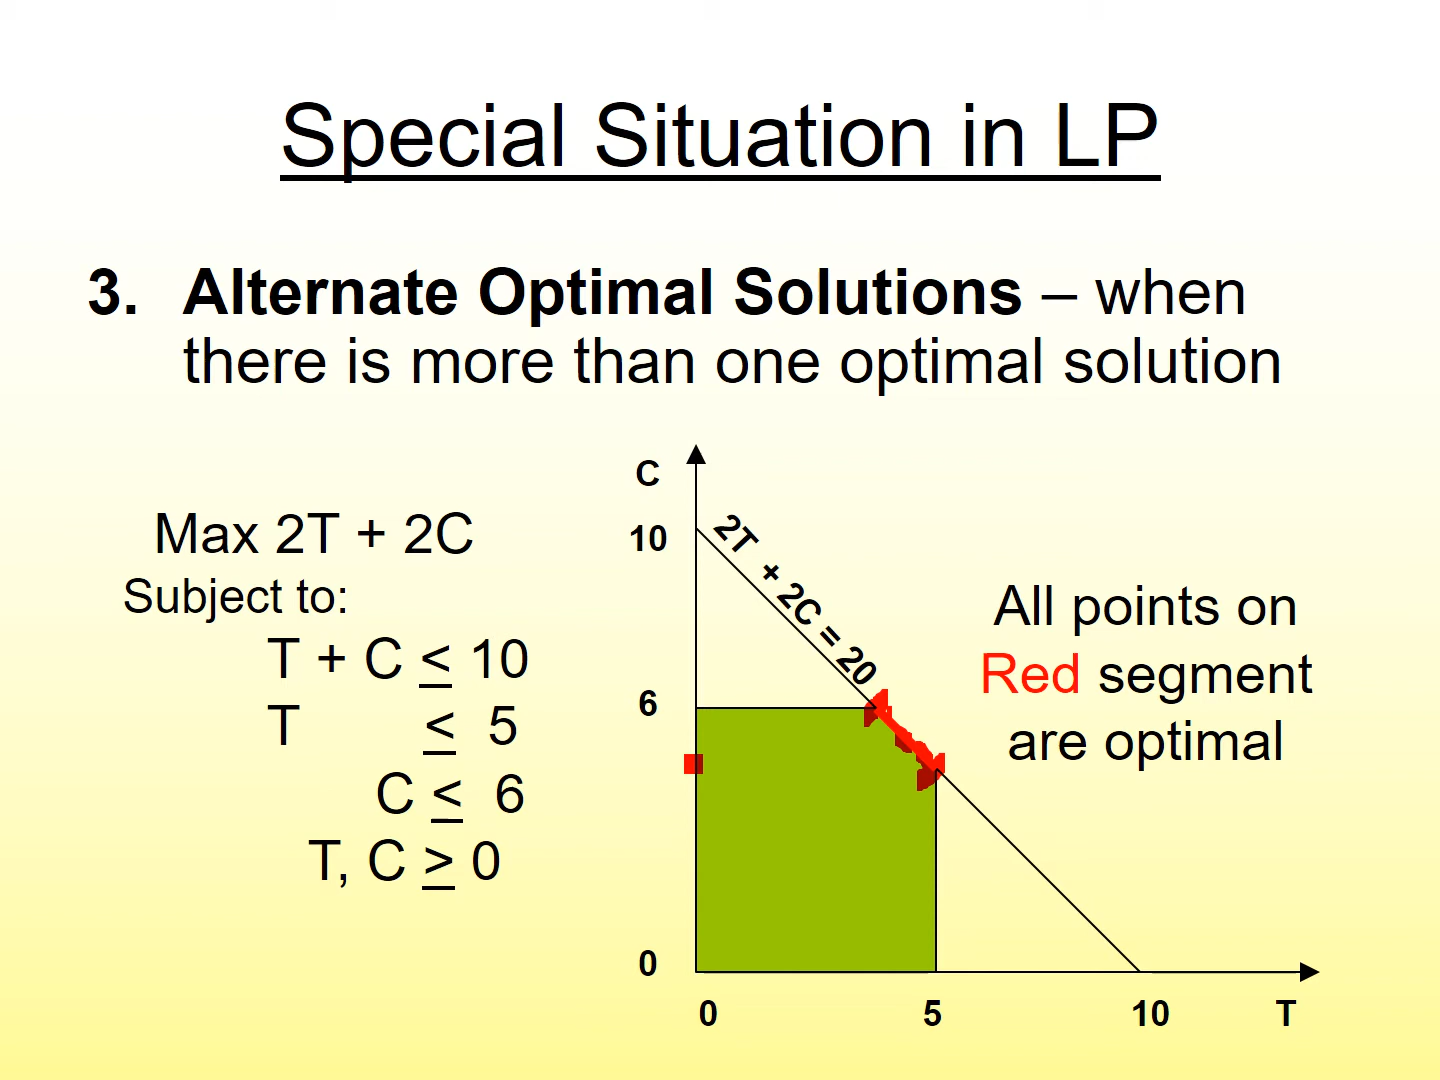 Special Situation in LP
3. Alternate Optimal Solutions – when
there is more than one optimal solution
Max 2T + 2C
Subject to:
T + C < 10
T < 5
C < 6
T, C > 0
C
10
6
0
2T + 2C = 20
0 5 10 T
All points on
Red segment
are optimal